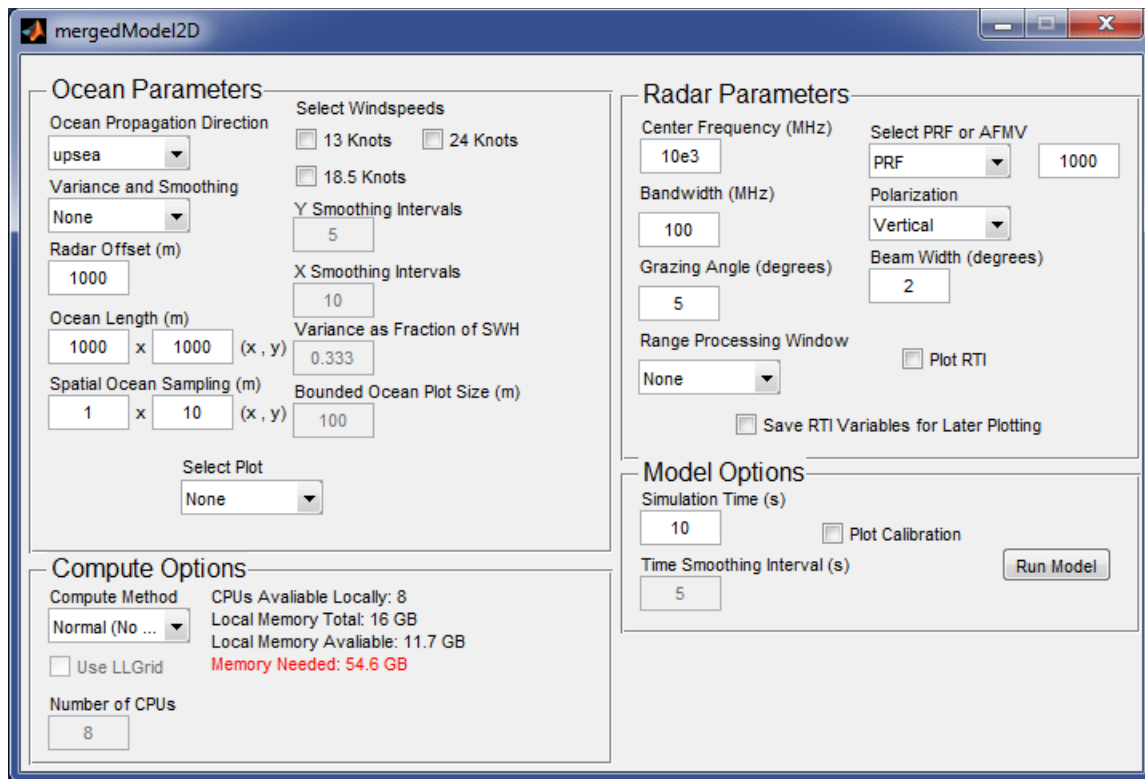 mergedModel2D
Ocean Parameters
Ocean Propagation Direction
upsea
Variance and Smoothing
None
Radar Offset (m)
1000
Ocean Length (m)
1000 x 1000 (x , y)
Spatial Ocean Sampling (m)
1 x 10 (x , y)
Select Windspeeds
13 Knots 24 Knots
18.5 Knots
Y Smoothing Intervals
5
X Smoothing Intervals
10
Variance as Fraction of SWH
0.333
Bounded Ocean Plot Size (m)
100
Select Plot
None
Compute Options
Compute Method
Normal (No ...
Use LLGrid
Number of CPUs
8
CPUs Available Locally: 8
Local Memory Total: 16 GB
Local Memory Avaliable: 11.7 GB
Memory Needed: 54.6 GB
Radar Parameters
Center Frequency (MHz)
10e3
Bandwidth (MHz)
100
Grazing Angle (degrees)
5
Range Processing Window
None
Select PRF or AFMV
PRF 1000
Polarization
Vertical
Beam Width (degrees)
2
Plot RTI
Save RTI Variables for Later Plotting
Model Options
Simulation Time (s)
10
Plot Calibration
Time Smoothing Interval (s)
5
Run Model